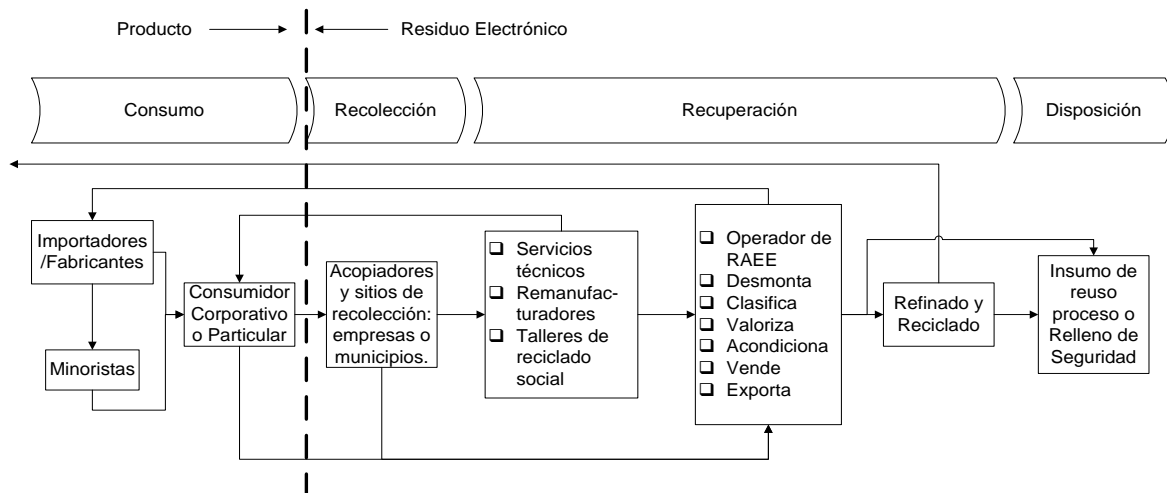 Producto
Residuo Electrónico
Consumo
Recolección
Recuperación
Disposición
Importadores
/Fabricantes
Minoristas
Consumidor
Corporativo
o Particular
Acopiadores
y sitios de
recolección:
empresas o
municipios.
Servicios
técnicos
Remanufac-
turadores
Talleres de
reciclado
social
Operador de
RAEE
Desmonta
Clasifica
Valoriza
Acondiciona
Vende
Exporta
Refinado y
Reciclado
Insumo de
reuso
proceso o
Relleno de
Seguridad